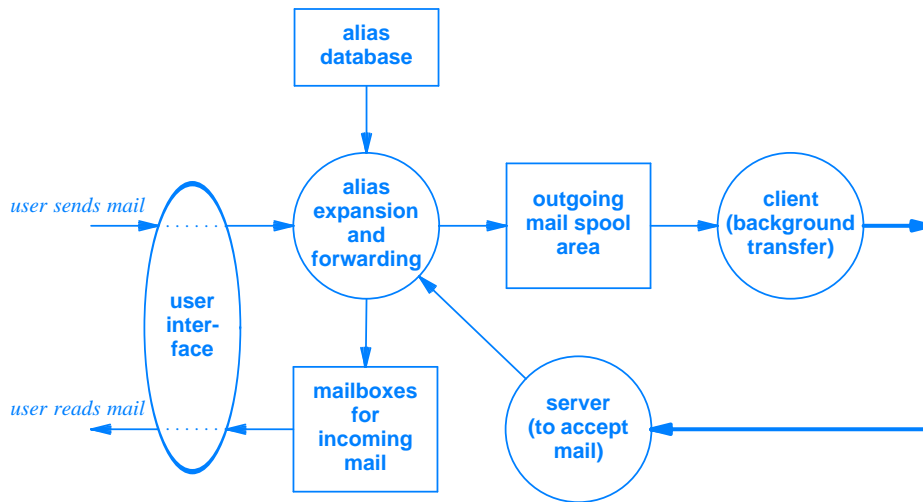 alias
database
user sends mail
alias
expansion
and
forwarding
outgoing
mail spool
area
client
(background
transfer)
user
inter-
face
user reads mail
mailboxes
for
incoming
mail
server
(to accept
mail)